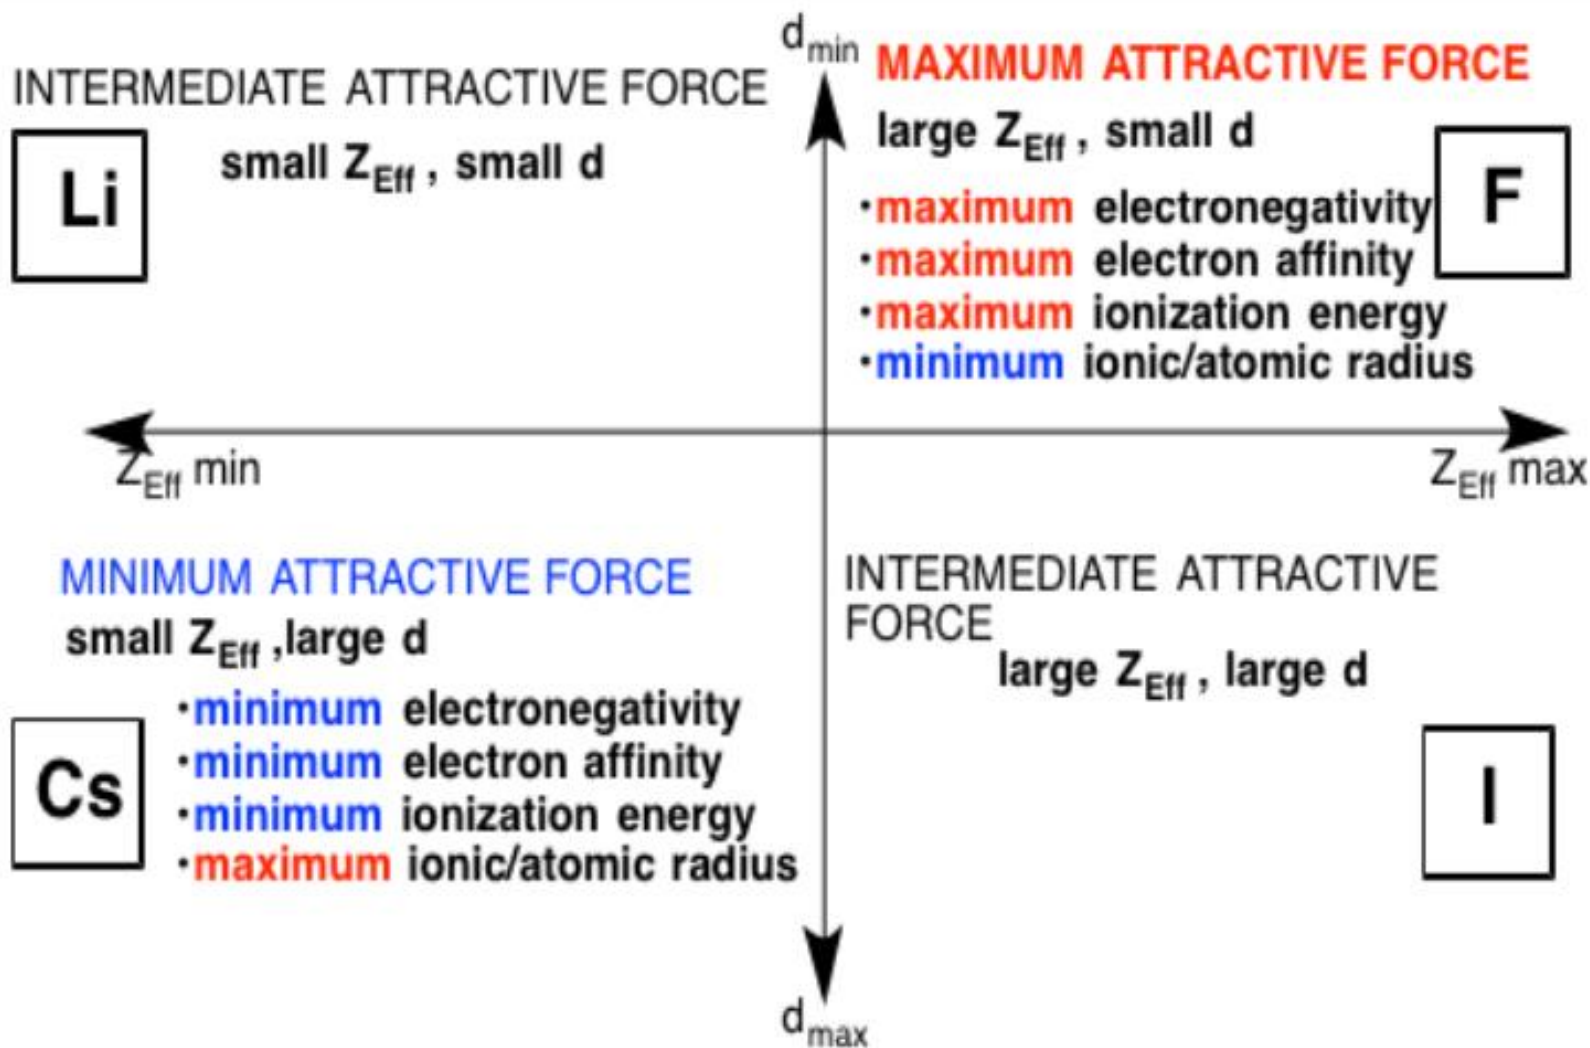 d_min
INTERMEDIATE ATTRACTIVE FORCE
small Z_Eff , small d
Li
MAXIMUM ATTRACTIVE FORCE
large Z_Eff , small d
·maximum electronegativity
·maximum electron affinity
·maximum ionization energy
·minimum ionic/atomic radius
F
Z_Eff min
Z_Eff max
MINIMUM ATTRACTIVE FORCE
small Z_Eff ,large d
·minimum electronegativity
·minimum electron affinity
·minimum ionization energy
·maximum ionic/atomic radius
Cs
INTERMEDIATE ATTRACTIVE
FORCE
large Z_Eff , large d
I
d_max